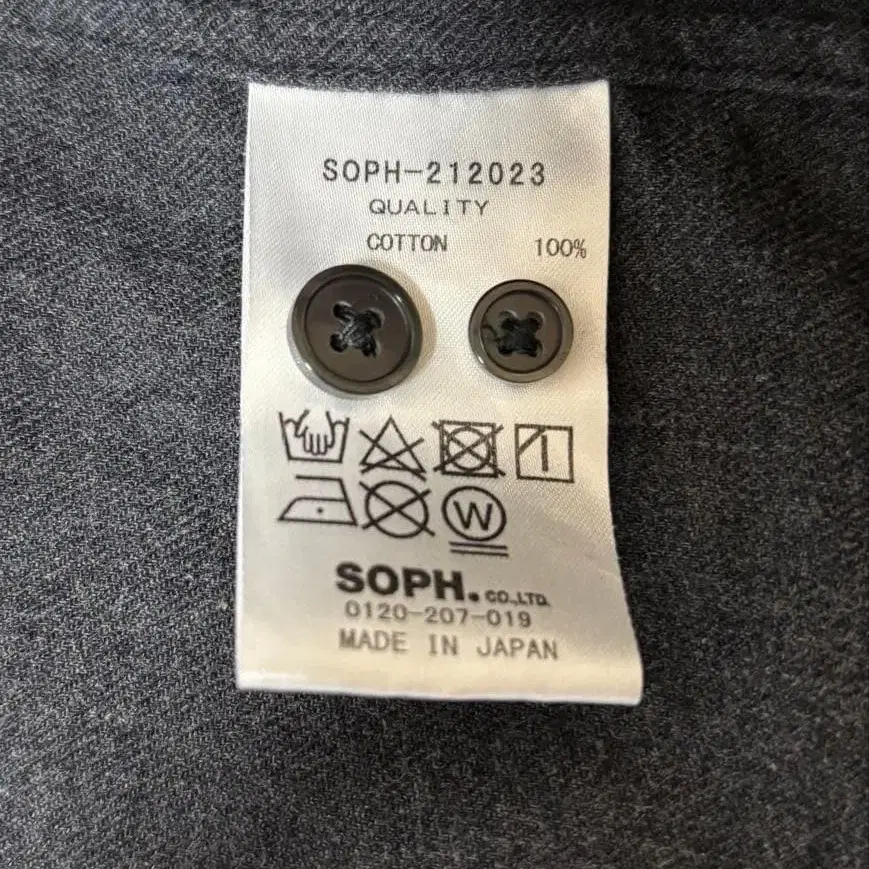 SOPH-212023
QUALITY
COTTON 100%
W
SOPH. CO.,LTD.
0120-207-019
MADE IN JAPAN